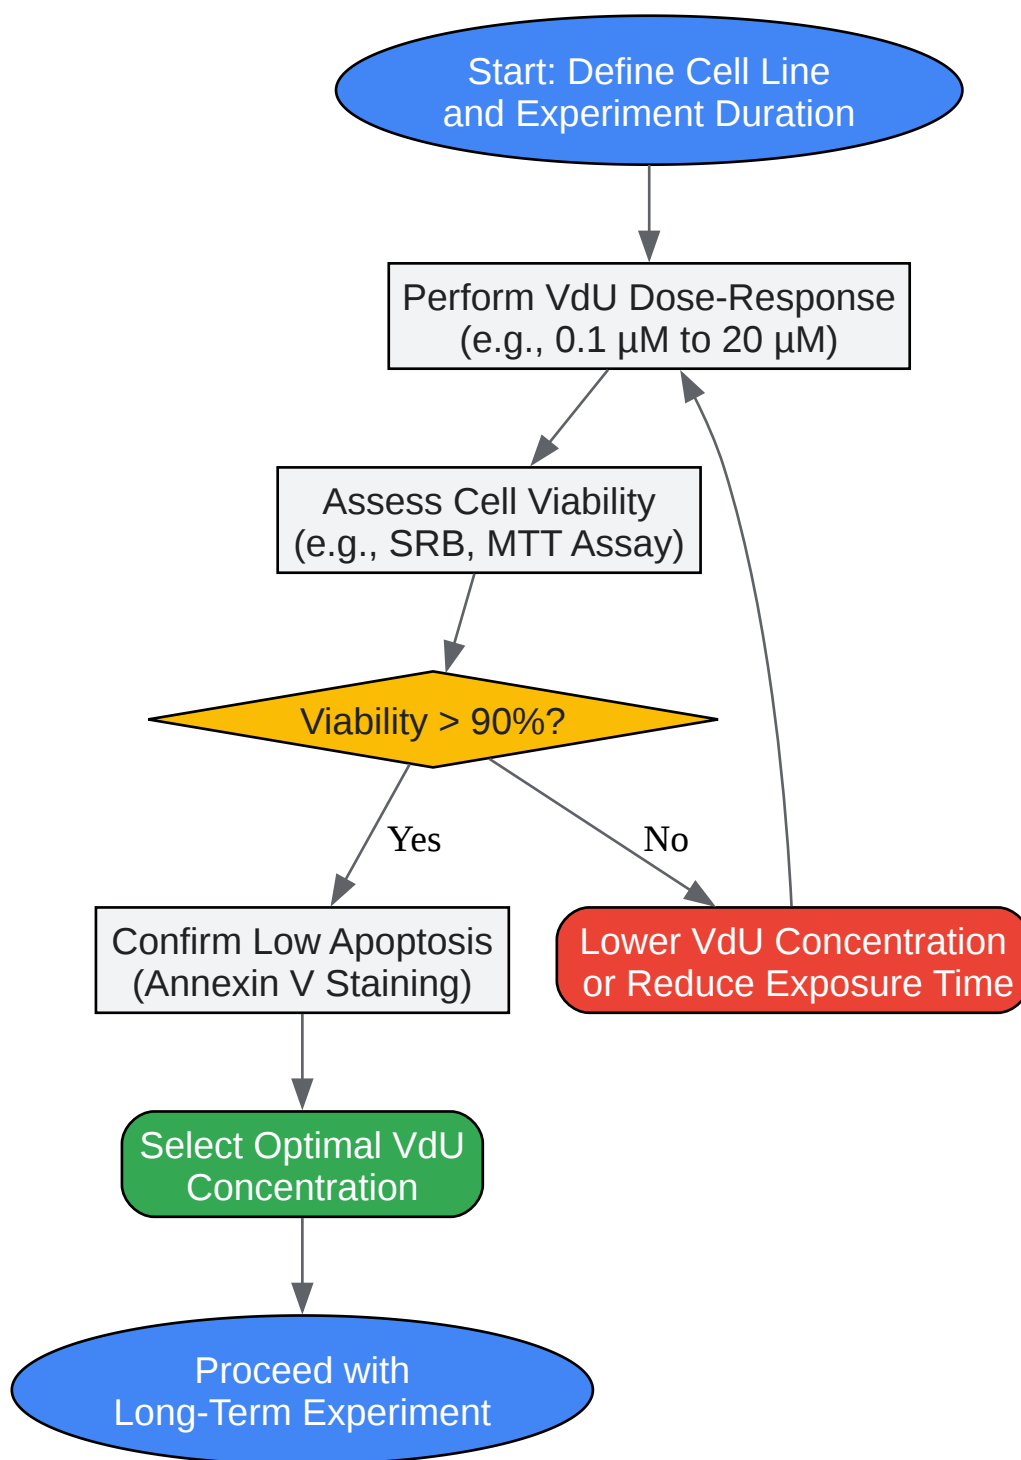 Start: Define Cell Line
and Experiment Duration
Perform VdU Dose-Response
(e.g., 0.1 µM to 20 µM)
Assess Cell Viability
(e.g., SRB, MTT Assay)
Viability > 90%?
Yes
No
Confirm Low Apoptosis
(Annexin V Staining)
Lower VdU Concentration
or Reduce Exposure Time
Select Optimal VdU
Concentration
Proceed with
Long-Term Experiment